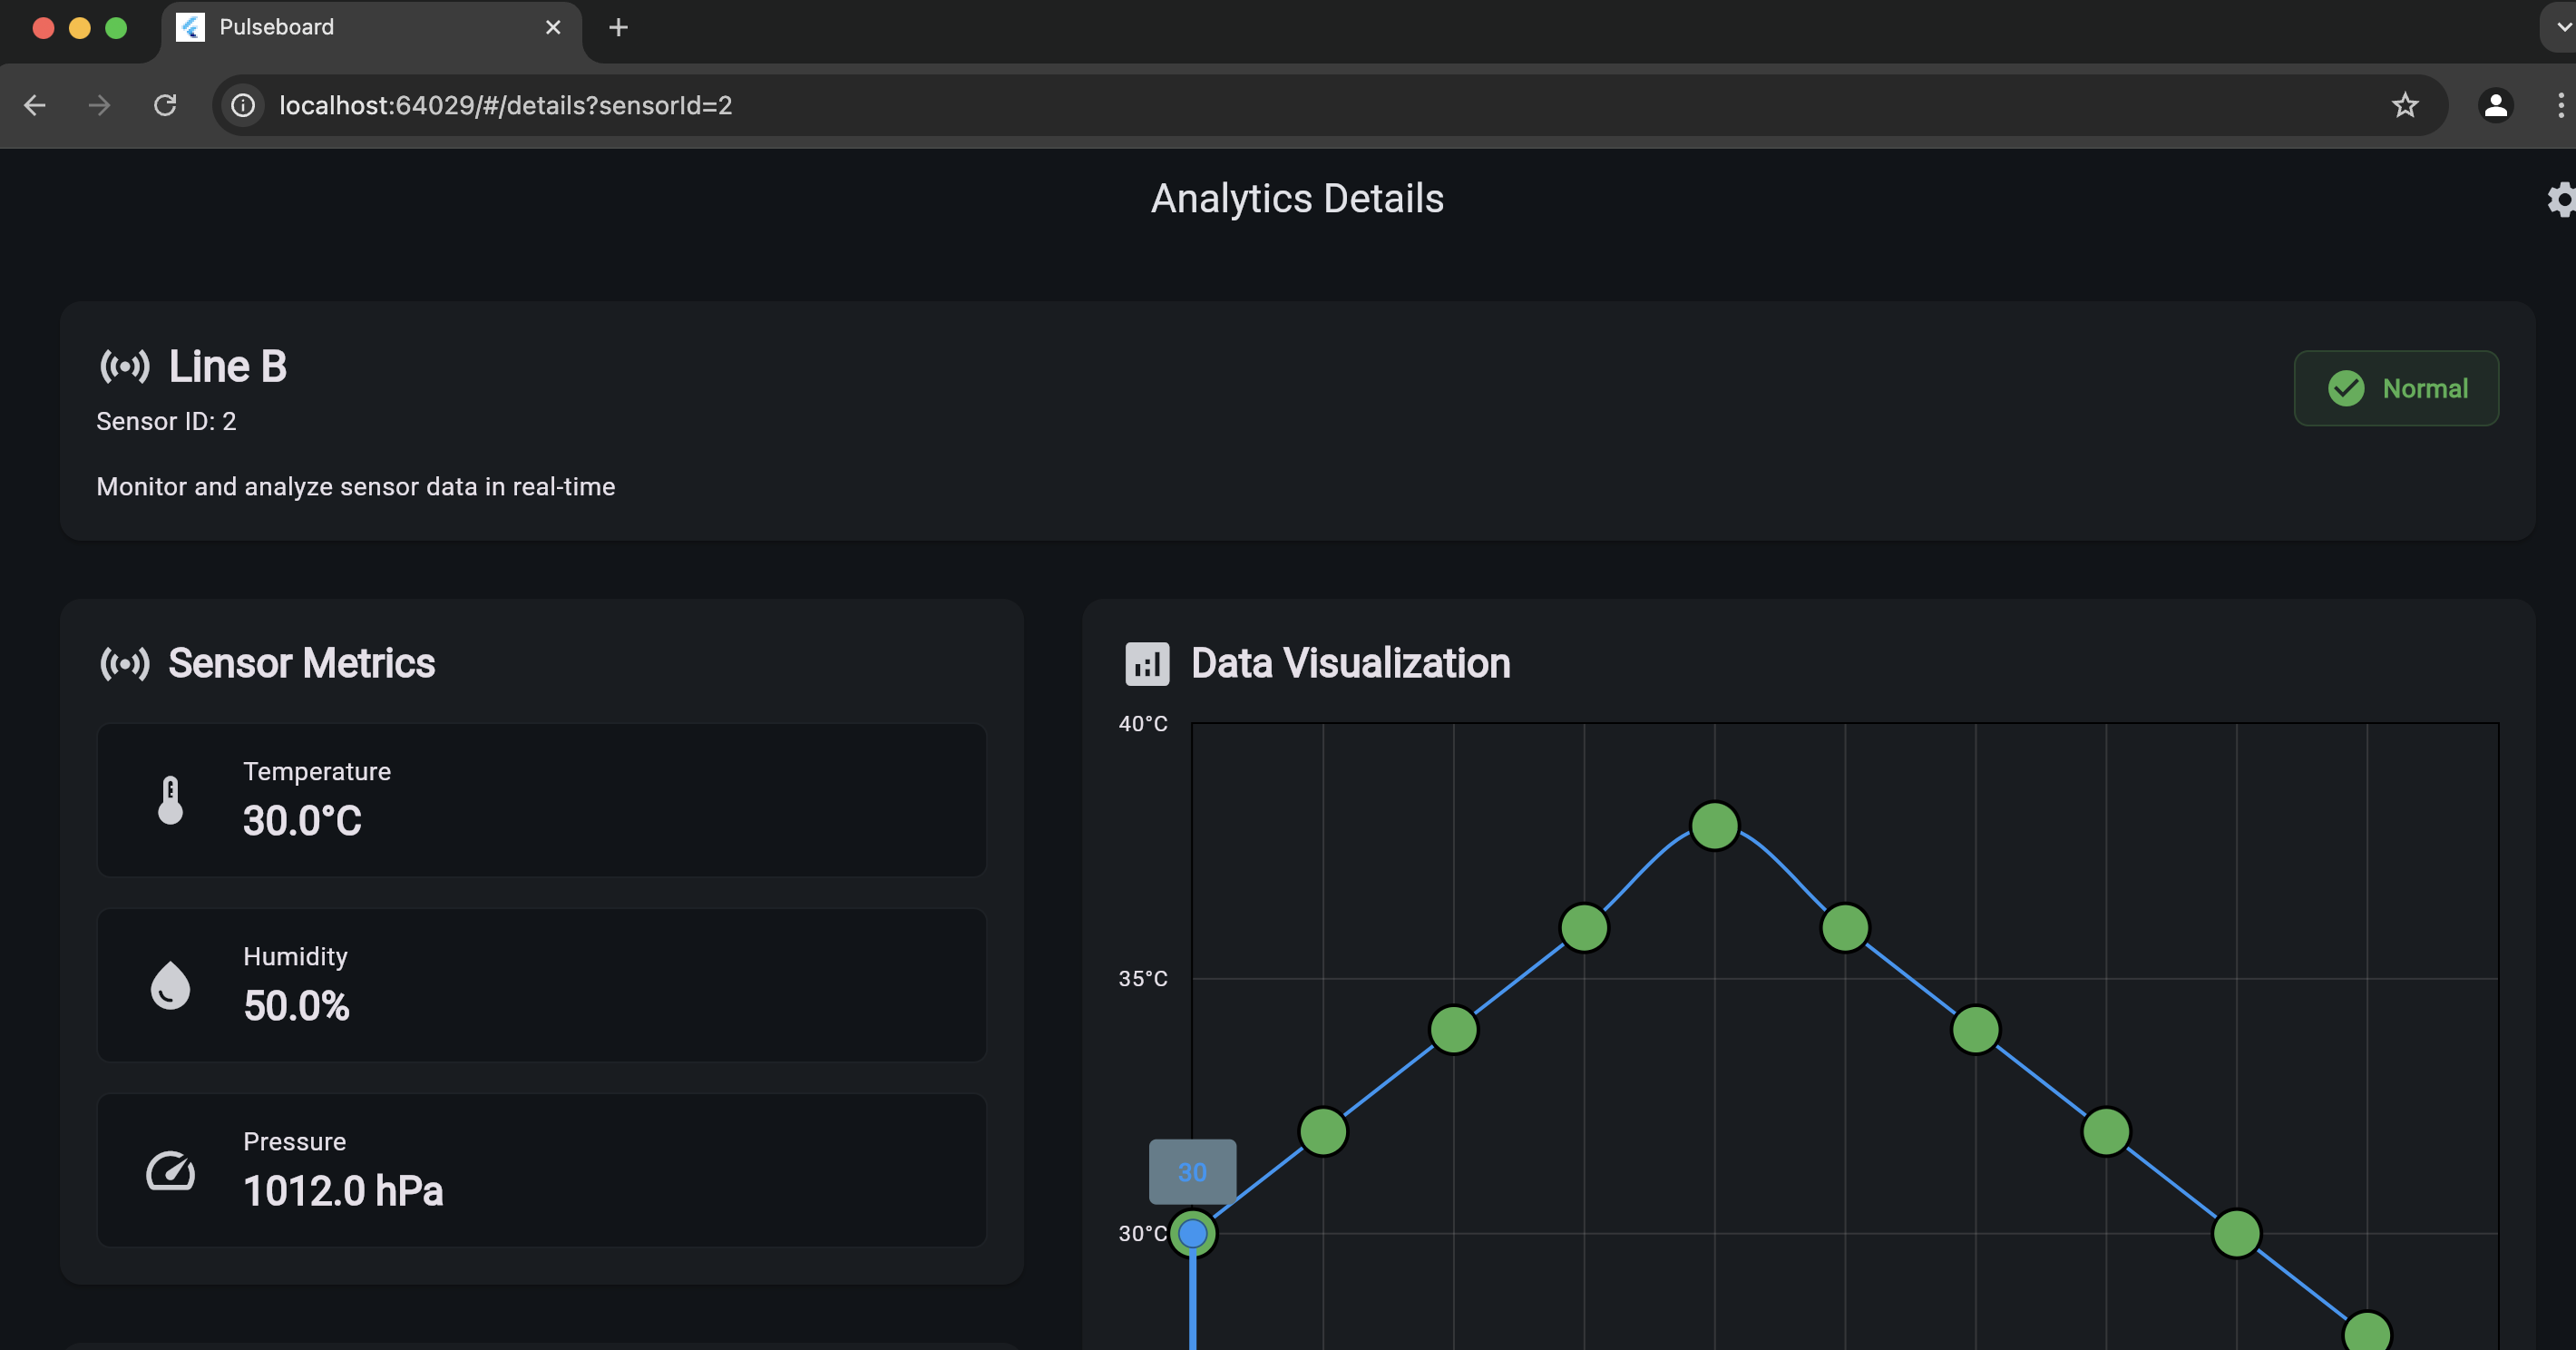 Pulseboard
localhost:64029/#/details?sensorId=2
Analytics Details
Line B
Sensor ID: 2
Monitor and analyze sensor data in real-time
Normal
Sensor Metrics
Temperature
30.0°C
Humidity
50.0%
Pressure
1012.0 hPa
Data Visualization
40°C
35°C
30
30°C